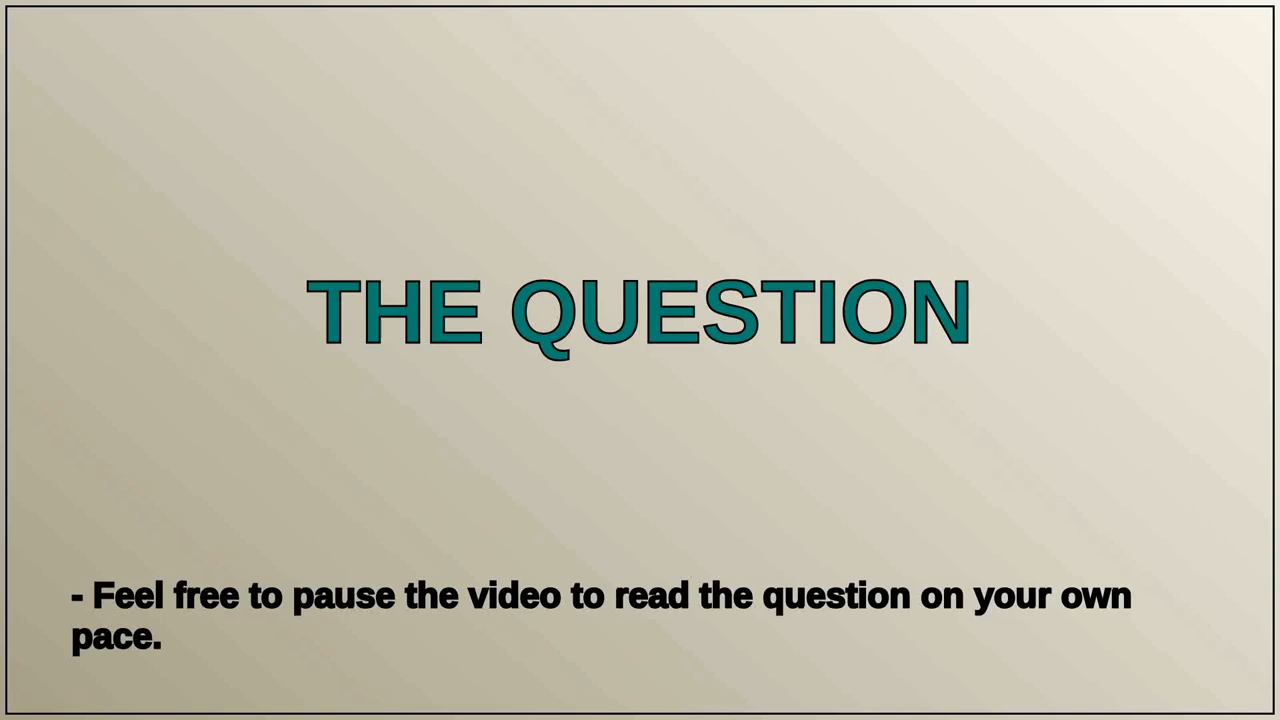 THE QUESTION
- Feel free to pause the video to read the question on your own
pace.